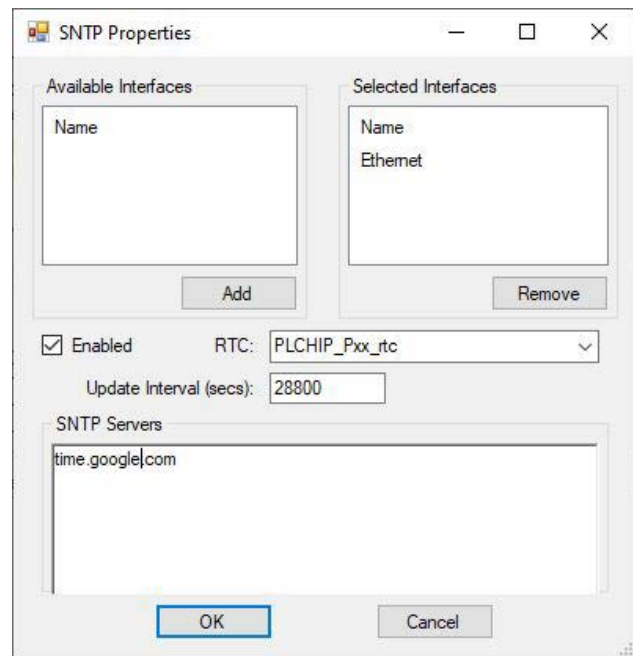 SNTP Properties
Available Interfaces
Name
Add
Selected Interfaces
Name
Ethernet
Remove
Enabled
RTC: PLCHIP_Pxx_rtc
Update Interval (secs): 28800
SNTP Servers
time.google.com
OK
Cancel